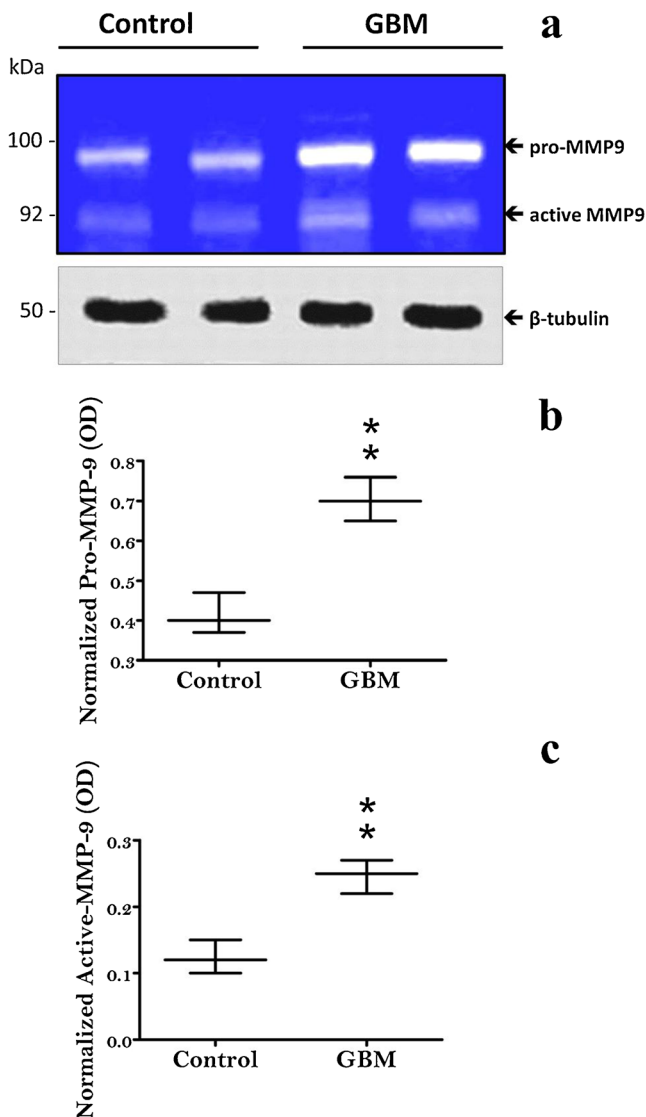 Control GBM a
kDa
100 - pro-MMP9
92 - active MMP9
50 - β-tubulin
b
Normalized Pro-MMP-9 (OD)
* *
0.8
0.7
0.6
0.5
0.4
0.3
Control GBM
c
Normalized Active-MMP-9 (OD)
* *
0.3
0.2
0.1
0.0
Control GBM